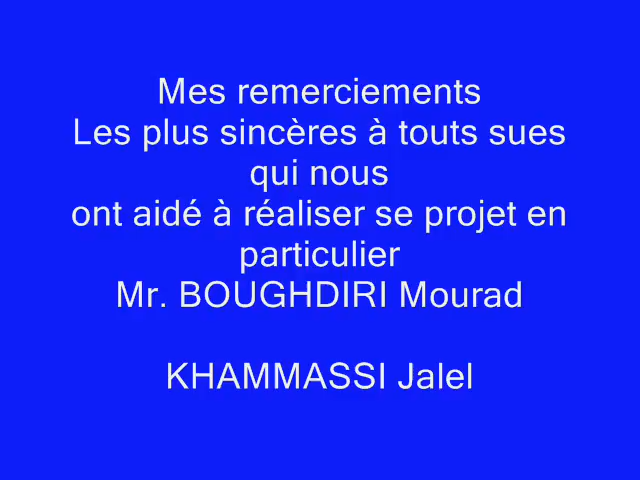 Mes remerciements
Les plus sincères à touts sues
qui nous
ont aidé à réaliser se projet en
particulier
Mr. BOUGHDIRI Mourad
KHAMMASSI Jalel